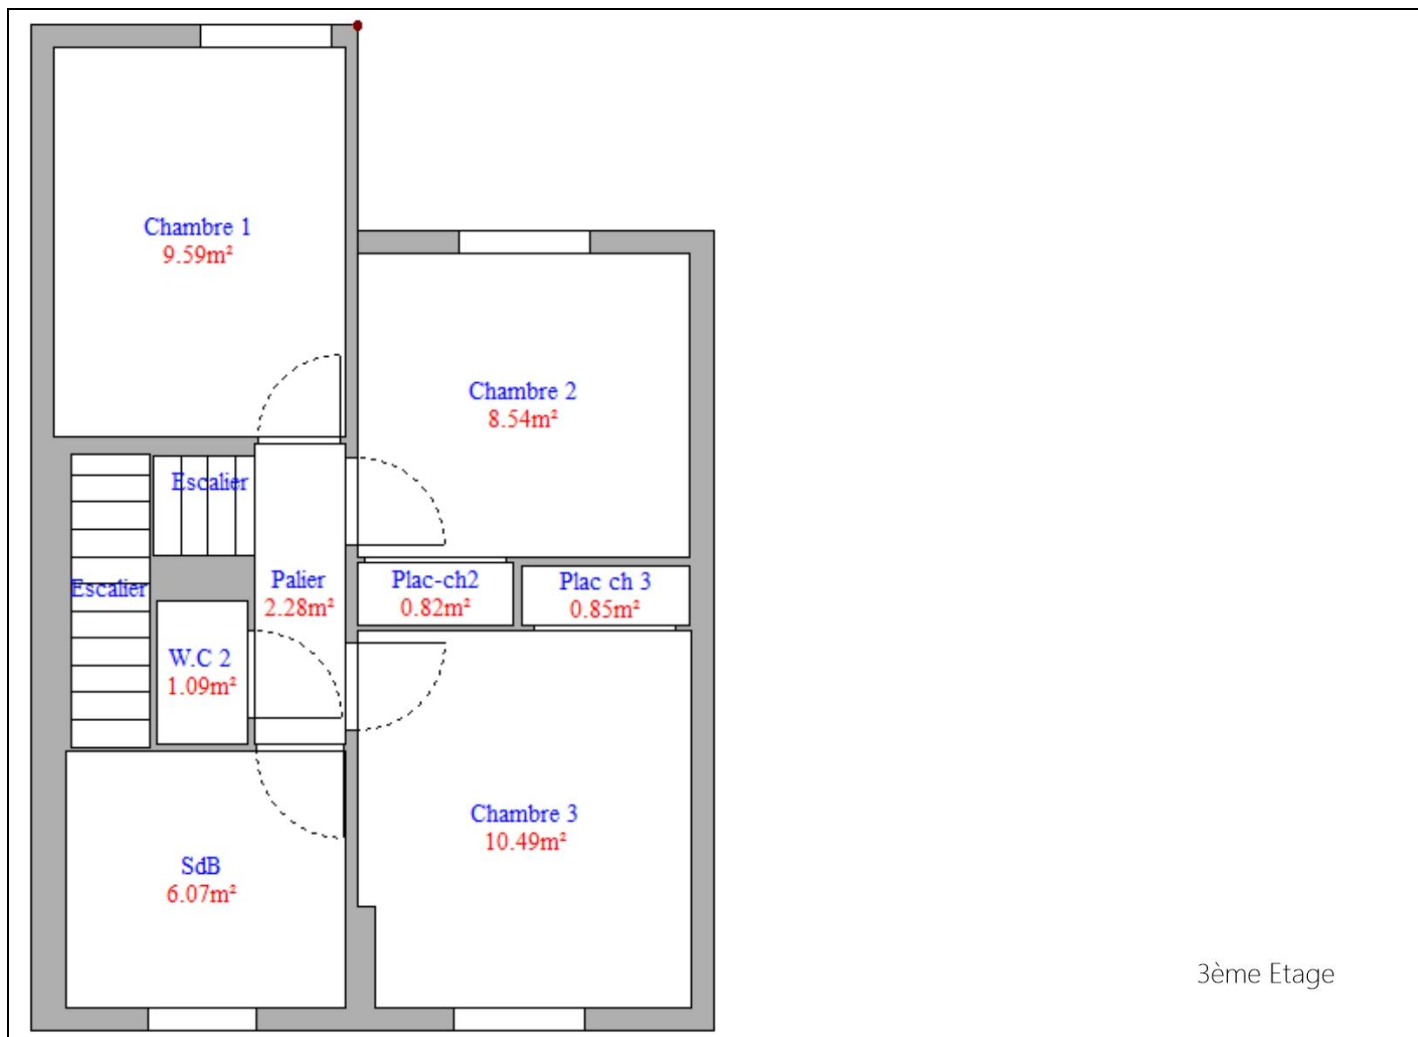 Chambre 1
9.59m²
Chambre 2
8.54m²
Escalier
Escalier
Palier
2.28m²
Plac-ch2
0.82m²
Plac ch 3
0.85m²
W.C 2
1.09m²
Chambre 3
10.49m²
SdB
6.07m²
3ème Etage